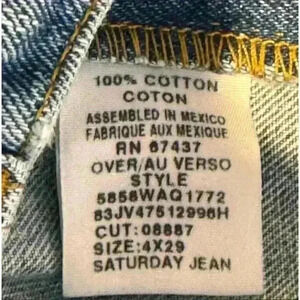 100% COTTON
COTON
ASSEMBLED IN MEXICO
FABRIQUE AUX MEXIQUE
RN 67437
OVER/AU VERSO
STYLE
5858WAQ1772
83JV47512996H
CUT: 08887
SIZE: 4X29
SATURDAY JEAN